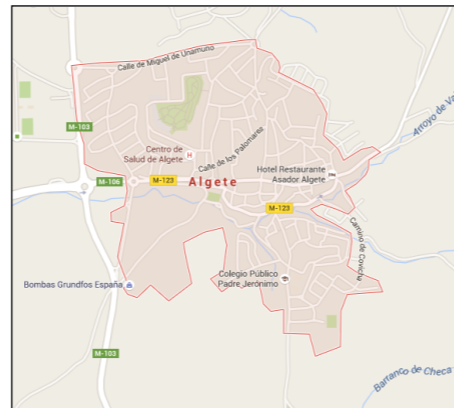 Calle de Miguel de Unamuno
Arroyo de Va
M-103
Centro de
Salud de Algete
H
Calle de los Palomares
Hotel Restaurante
Asador Algete
M-106
M-123
Algete
M-123
Camino de Covicha
Colegio Público
Padre Jerónimo
Bombas Grundfos España
M-103
Barranco de Checa